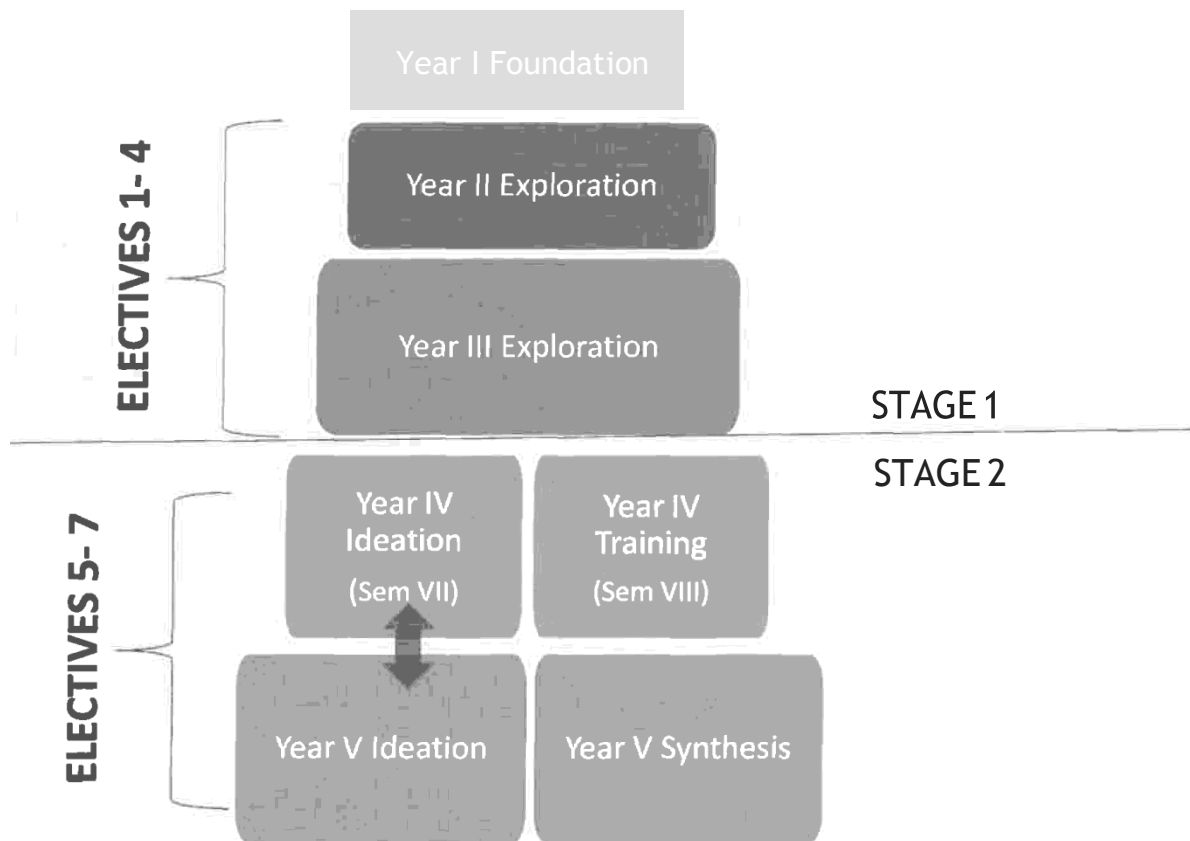 Year I Foundation
ELECTIVES 1- 4
Year II Exploration
Year III Exploration
STAGE 1
STAGE 2
ELECTIVES 5- 7
Year IV
Ideation
(Sem VII)
Year IV
Training
(Sem VIII)
Year V Ideation
Year V Synthesis